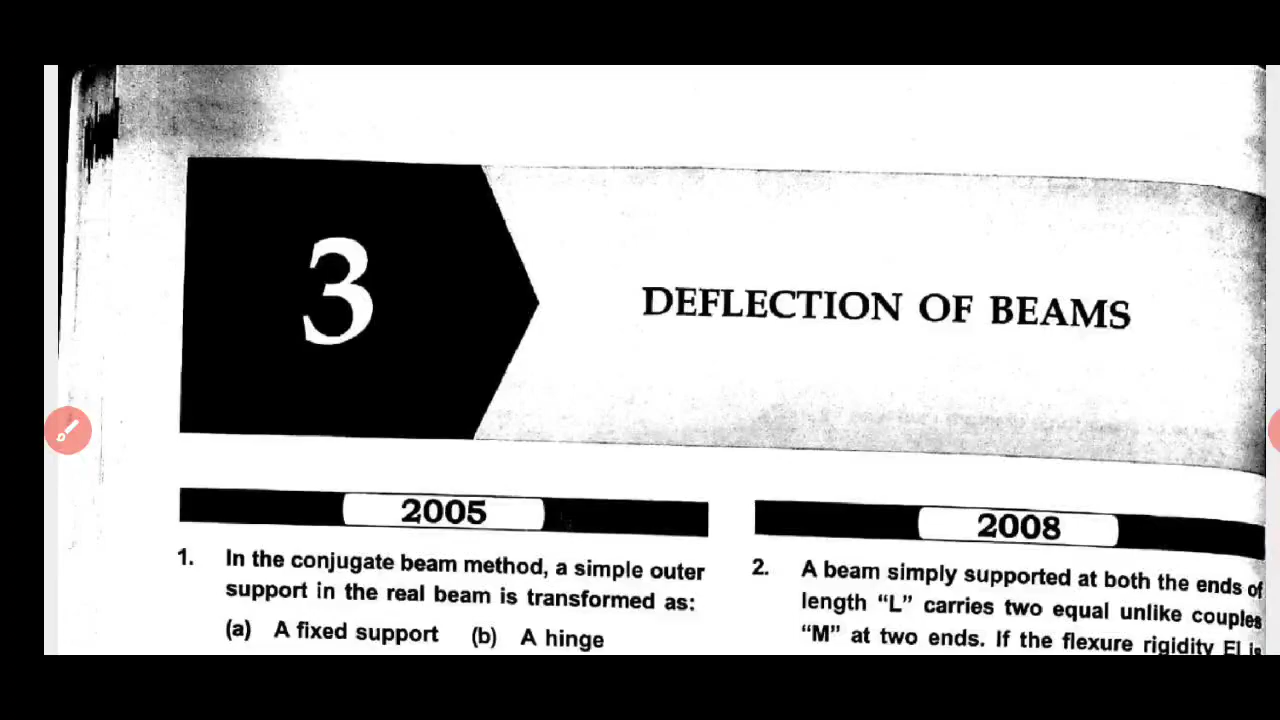 3
DEFLECTION OF BEAMS
2005
1. In the conjugate beam method, a simple outer
support in the real beam is transformed as:
(a) A fixed support (b) A hinge
2008
2. A beam simply supported at both the ends of
length “L” carries two equal unlike couples
“M” at two ends. If the flexure rigidity EI is